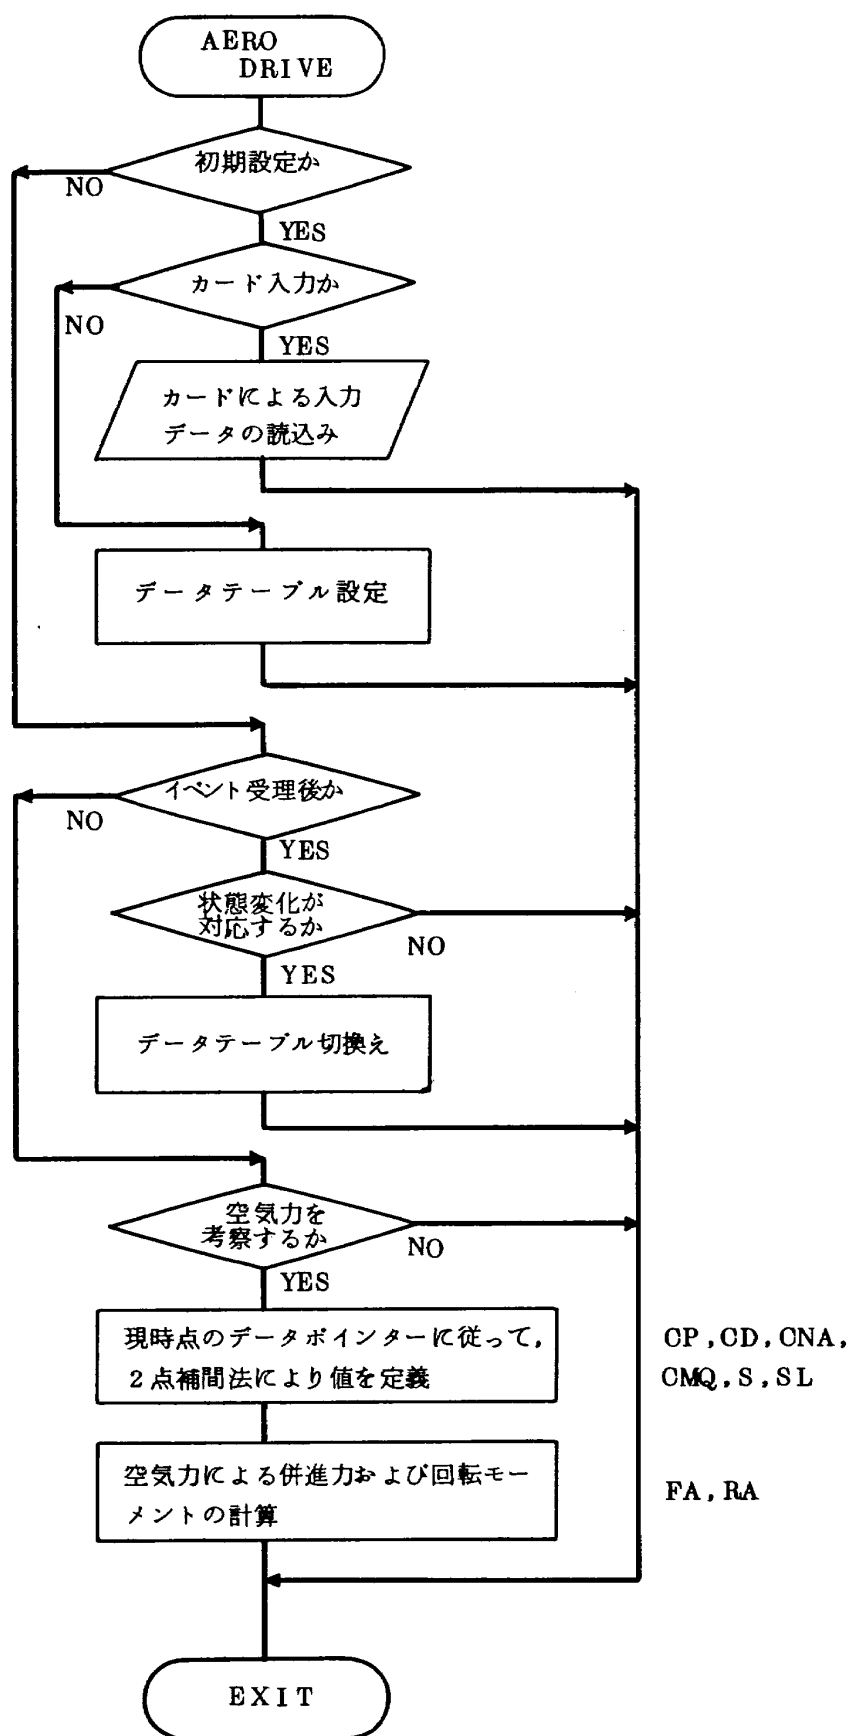 AERO
DRIVE
初期設定か
NO
YES
カード入力か
NO
YES
カードによる入力
データの読込み
データテーブル設定
イベント受理後か
NO
YES
状態変化が
対応するか
NO
YES
データテーブル切換え
空気力を
考察するか
NO
YES
現時点のデータポインターに従って,
2点補間法により値を定義
CP,CD,CNA,
CMQ,S,SL
空気力による併進力および回転モー
メントの計算
FA,RA
EXIT